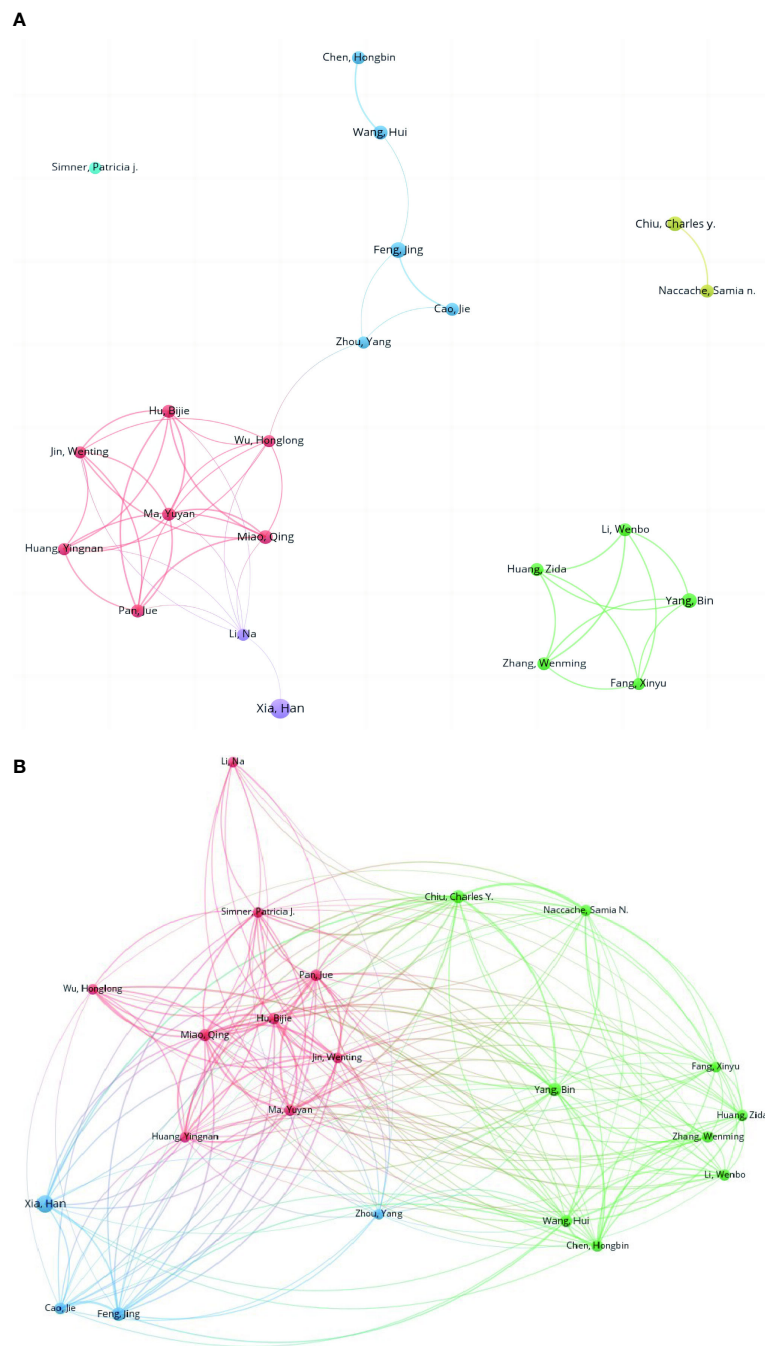 A
Chen, Hongbin
Wang, Hui
Simner, Patricia j.
Chiu, Charles y.
Feng, Jing
Naccache, Samia n.
Cao, Jie
Zhou, Yang
Hu, Bijie
Wu, Honglong
Jin, Wenting
Ma, Yuyan
Li, Wenbo
Miao, Qing
Huang, Yingnan
Huang, Zida
Yang, Bin
Pan, Jue
Li, Na
Zhang, Wenming
Fang, Xinyu
Xia, Han
B
Li, Na
Chiu, Charles Y.
Simner, Patricia J.
Naccache, Samia N.
Pan, Jue
Wu, Honglong
Hu, Bijie
Miao, Qing
Jin, Wenting
Fang, Xinyu
Yang, Bin
Ma, Yuyan
Huang, Zida
Huang, Yingnan
Zhang, Wenming
Li, Wenbo
Xia, Han
Zhou, Yang
Wang, Hui
Chen, Hongbin
Cao, Jie
Feng, Jing